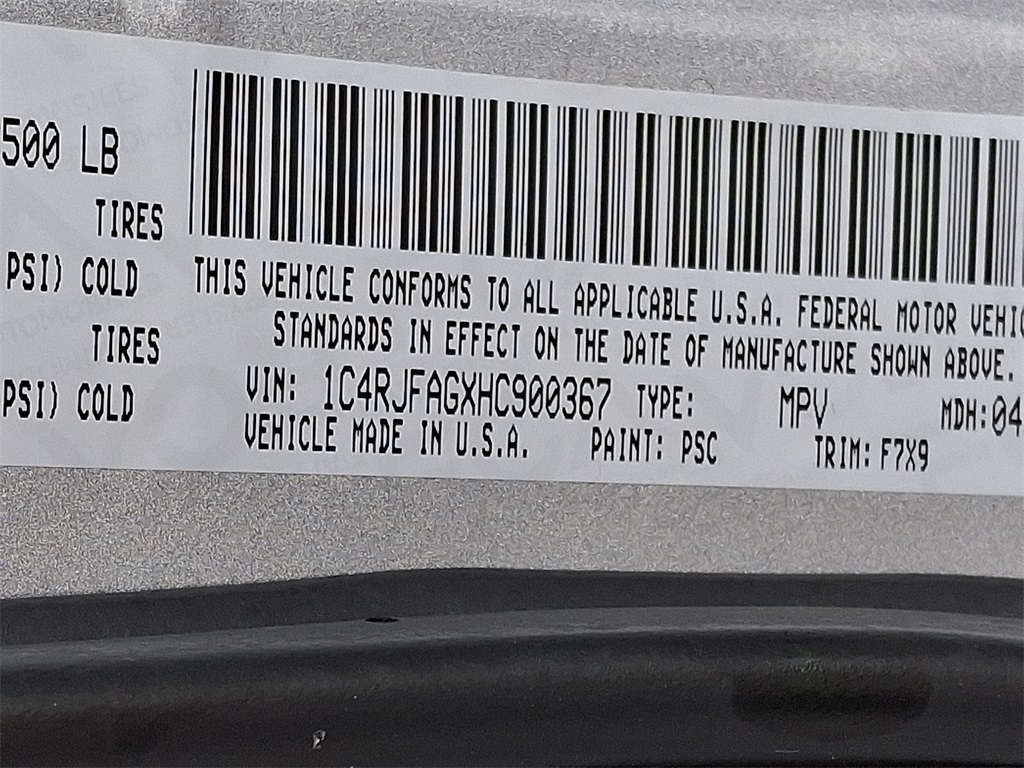 500 LB
TIRES
PSI) COLD
THIS VEHICLE CONFORMS TO ALL APPLICABLE U.S.A. FEDERAL MOTOR VEHIC
STANDARDS IN EFFECT ON THE DATE OF MANUFACTURE SHOWN ABOVE.
TIRES
VIN: 1C4RJFAGXHC900367 TYPE: MPV MDH:04
PSI) COLD
VEHICLE MADE IN U.S.A. PAINT: PSC TRIM: F7X9